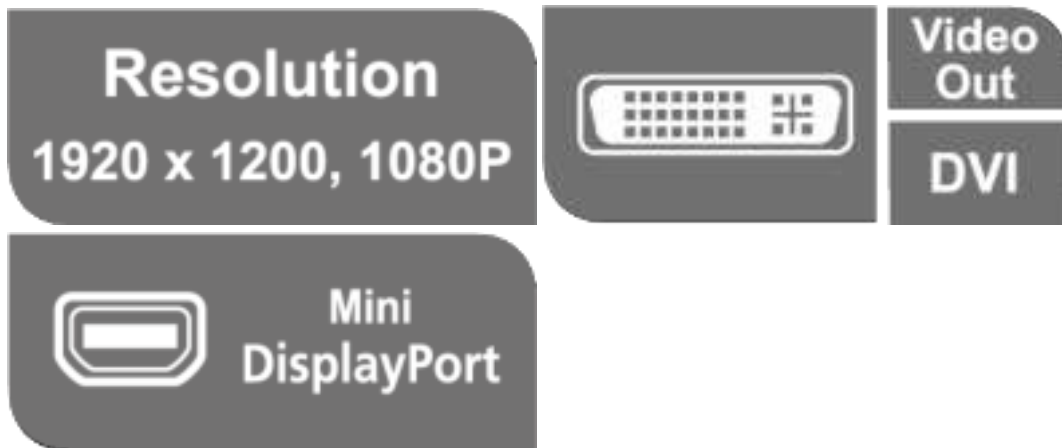 Resolution
1920 x 1200, 1080P
Video
Out
DVI
Mini
DisplayPort